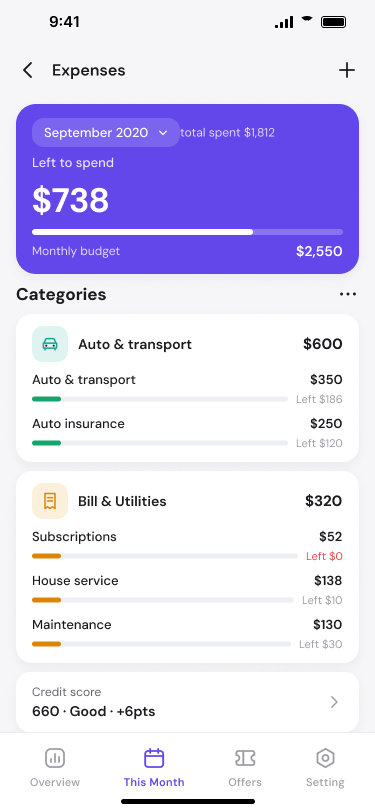 9:41
Expenses
September 2020 total spent $1,812
Left to spend
$738
Monthly budget $2,550
Categories
Auto & transport $600
Auto & transport $350
Left $186
Auto insurance $250
Left $120
Bill & Utilities $320
Subscriptions $52
Left $0
House service $138
Left $10
Maintenance $130
Left $30
Credit score
660 · Good · +6pts
Overview This Month Offers Setting